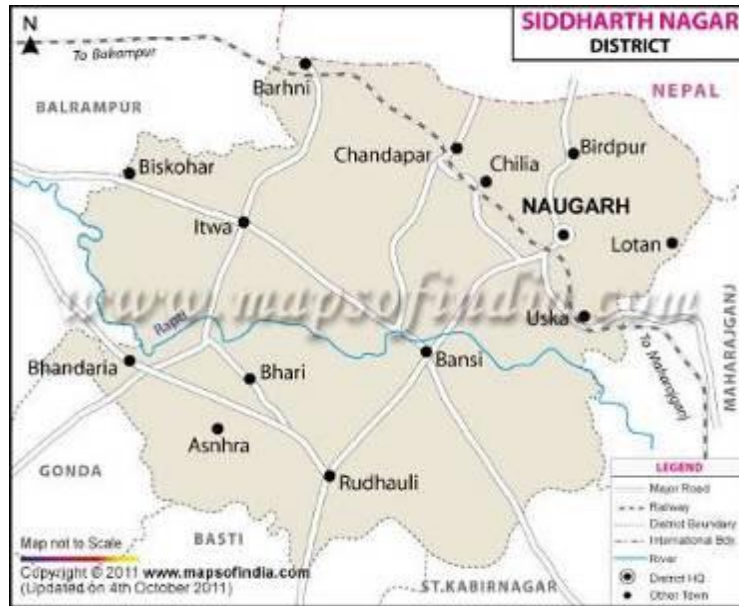 N
SIDDHARTH NAGAR
DISTRICT
To Balrampur
Barhni
NEPAL
BALRAMPUR
Chandapar
Birdpur
Biskohar
Chilia
NAUGARH
Itwa
Lotan
www.mapsofindia.com
Rapti
Uska
Bhandaria
Bansi
To Maharajganj
MAHARAJGANJ
Bhari
Asnhra
GONDA
Rudhauli
LEGEND
Major Road
Railway
District Boundary
International Bdy.
River
District HQ
Other Town
BASTI
Map not to Scale
Copyright © 2011 www.mapsofindia.com
(Updated on 4th October 2011)
ST.KABIRNAGAR